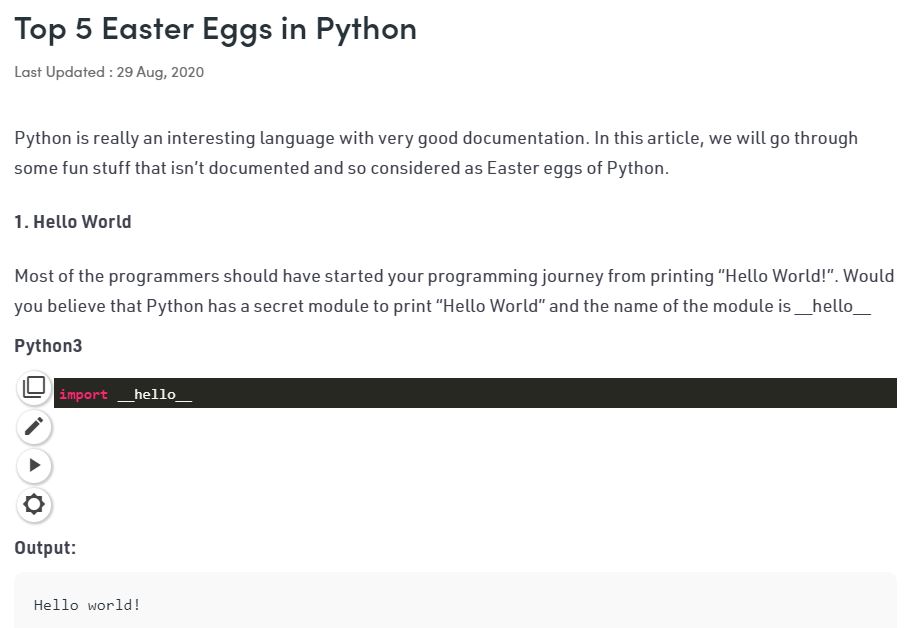 Top 5 Easter Eggs in Python
Last Updated : 29 Aug, 2020
Python is really an interesting language with very good documentation. In this article, we will go through
some fun stuff that isn’t documented and so considered as Easter eggs of Python.
1. Hello World
Most of the programmers should have started your programming journey from printing “Hello World!”. Would
you believe that Python has a secret module to print “Hello World” and the name of the module is __hello__
Python3
import __hello__
Output:
Hello world!